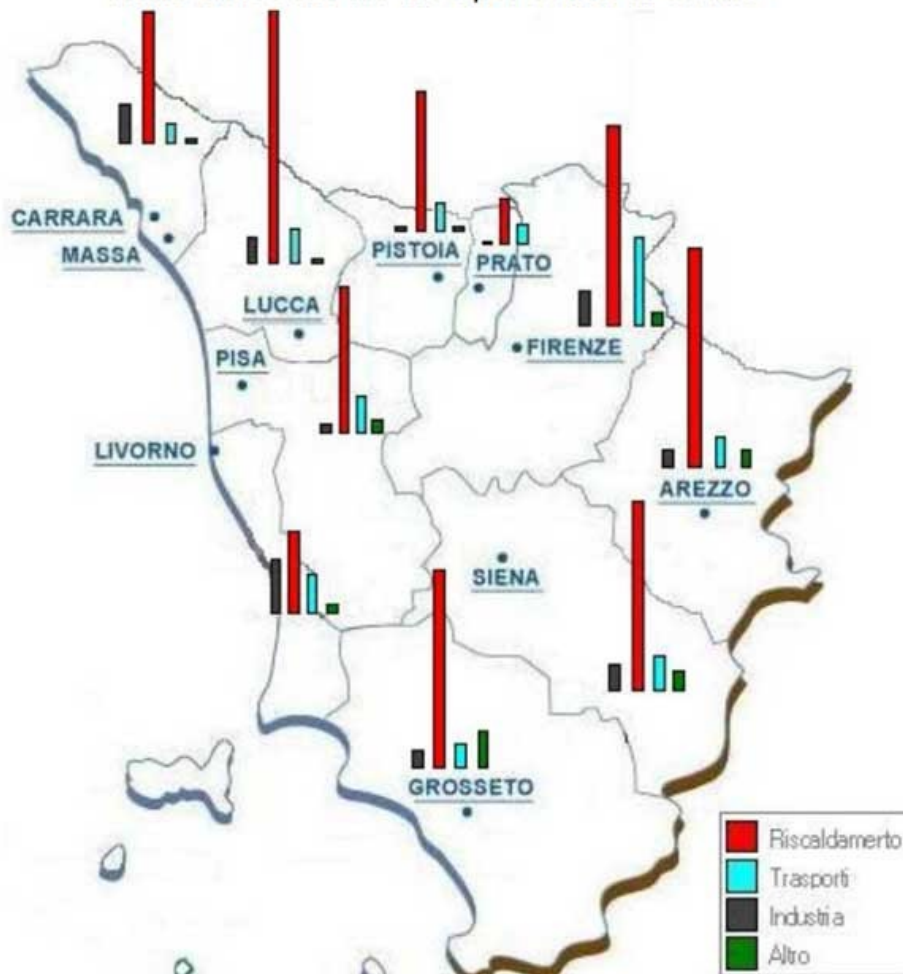 CARRARA
MASSA
PISTOIA
PRATO
LUCCA
FIRENZE
PISA
LIVORNO
AREZZO
SIENA
GROSSETO
Riscaldamento
Trasporti
Industria
Altro